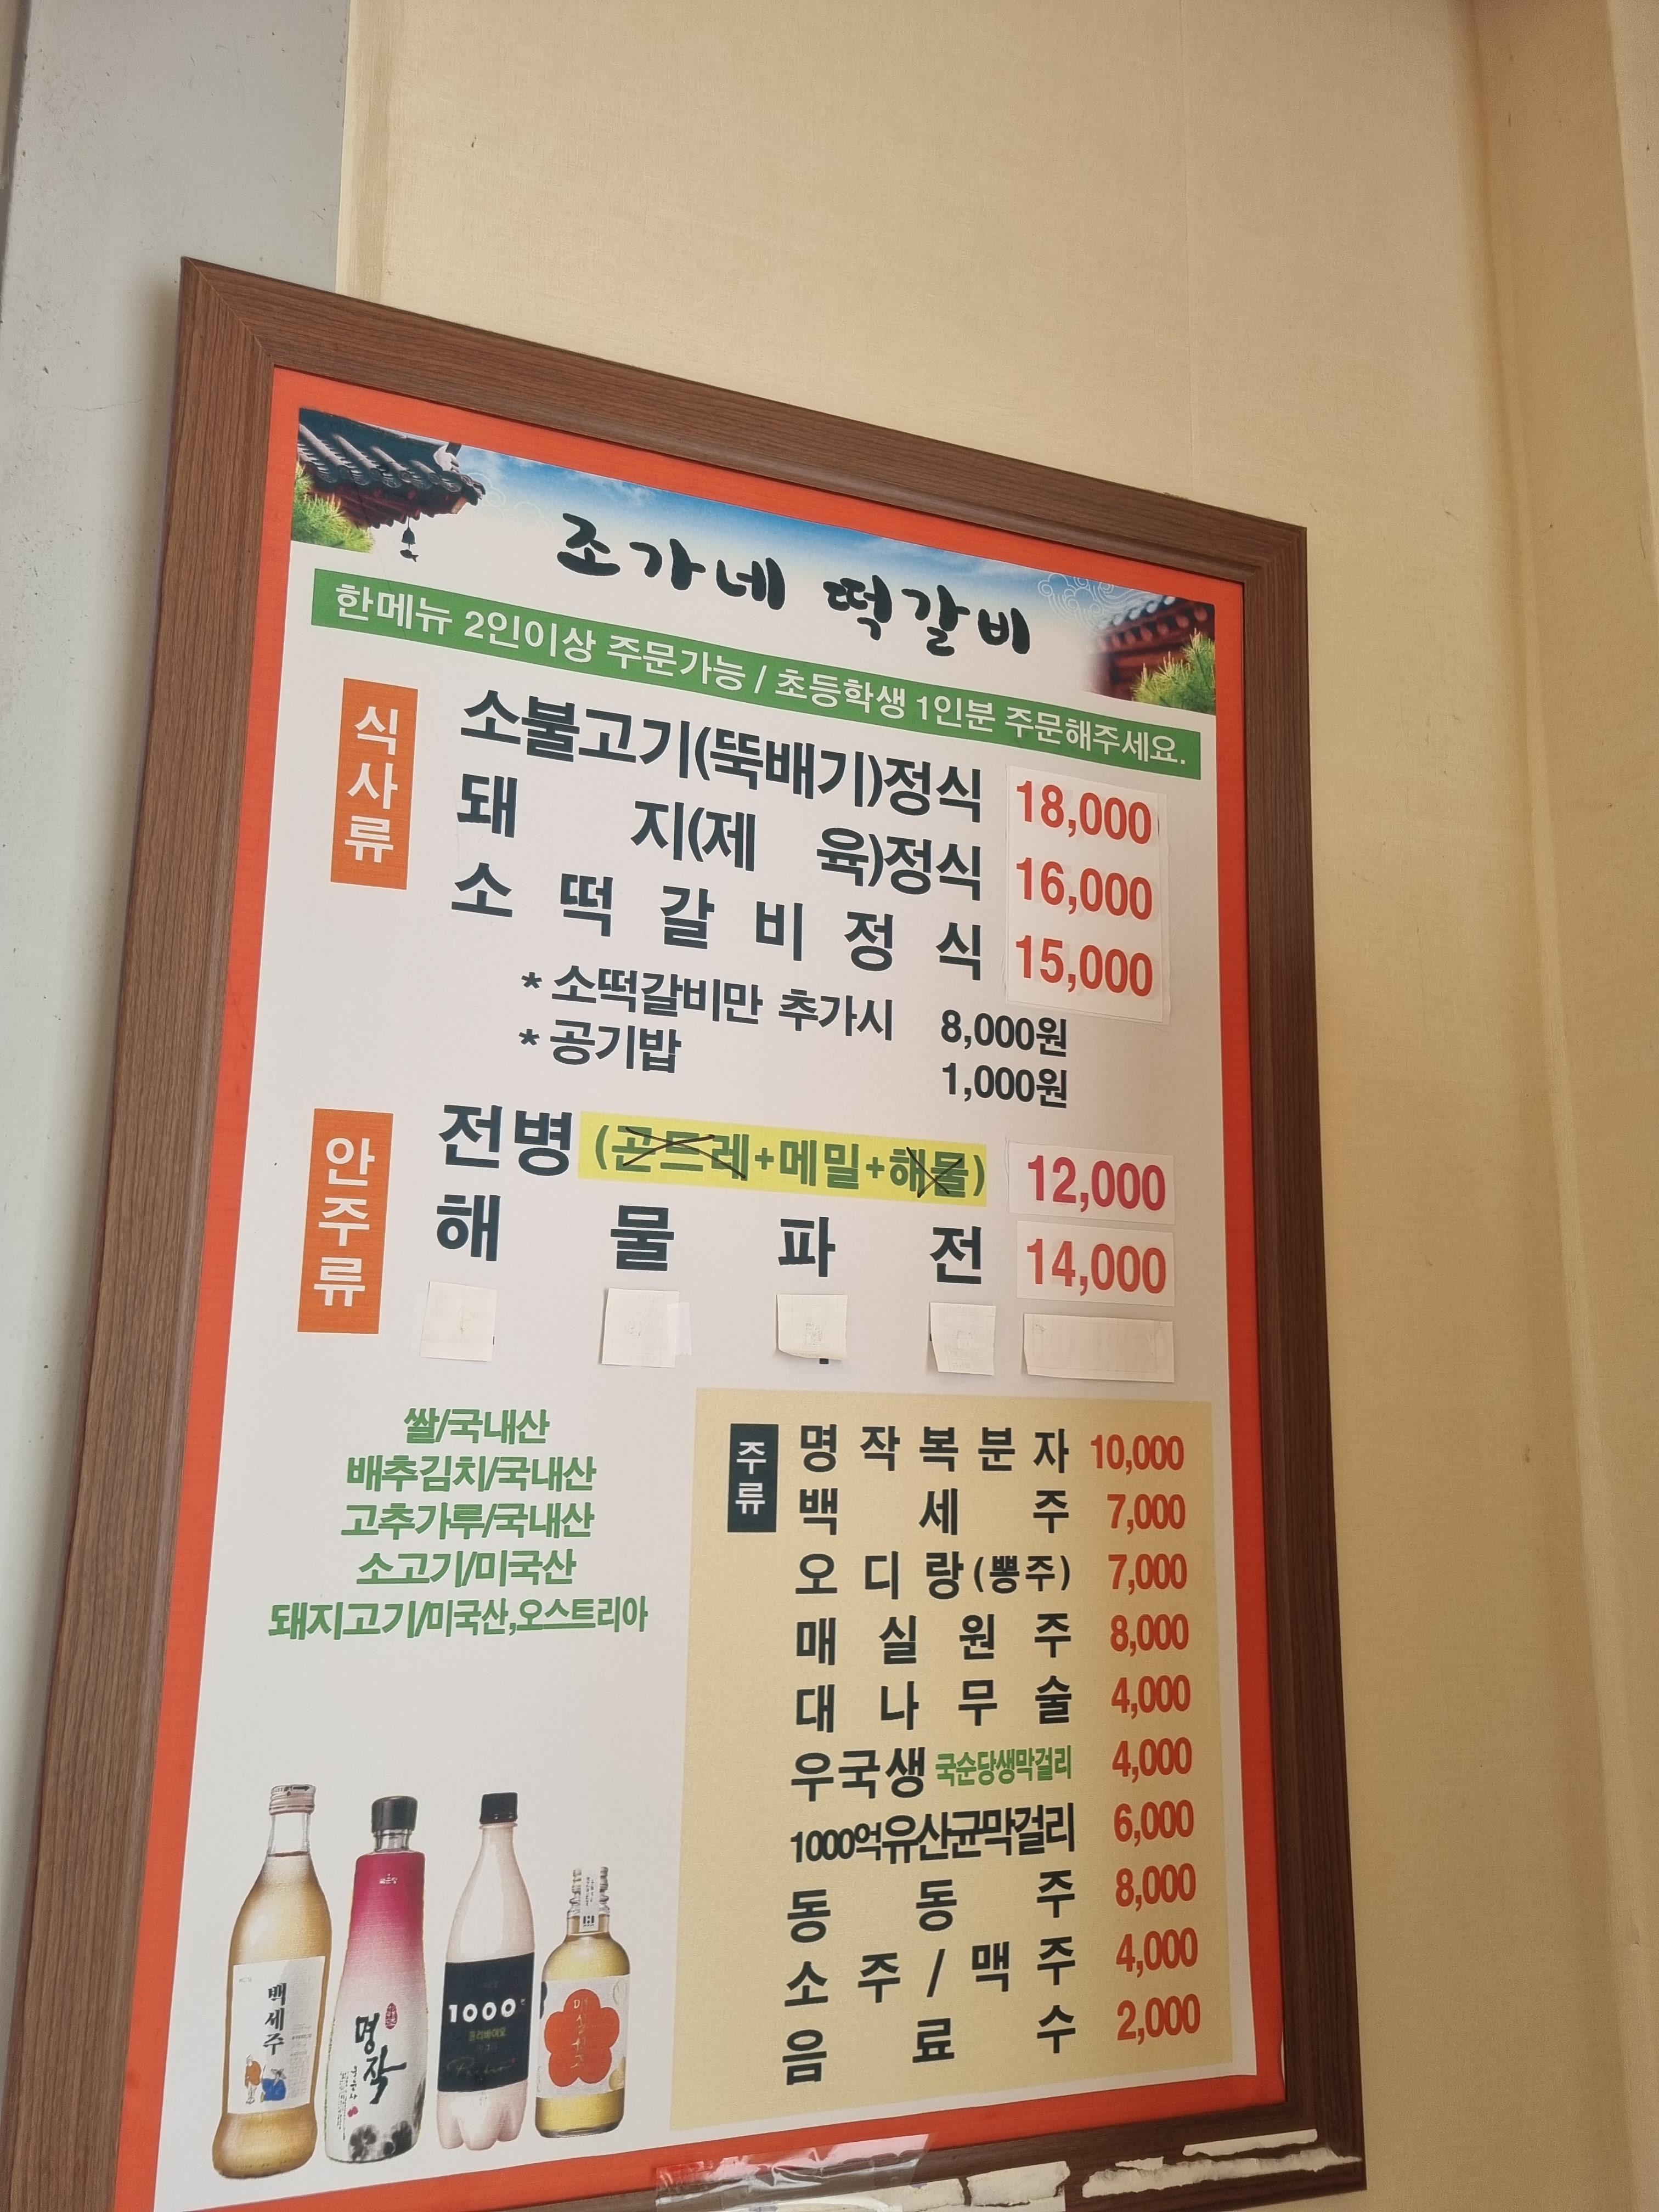 조가네 떡갈비
한메뉴 2인이상 주문가능 / 초등학생 1인분 주문해주세요.
식사류
소불고기(뚝배기)정식 18,000
돼지(제육)정식 16,000
소떡갈비정식 15,000
* 소떡갈비만 추가시 8,000원
* 공기밥 1,000원
안주류
전병 (곤드레+메밀+해물) 12,000
해물파전 14,000
쌀/국내산
배추김치/국내산
고추가루/국내산
소고기/미국산
돼지고기/미국산,오스트리아
주류
명작복분자 10,000
백세주 7,000
오디랑(뽕주) 7,000
매실원주 8,000
대나무술 4,000
우국생 국순당생막걸리 4,000
1000억유산균막걸리 6,000
동동주 8,000
소주/맥주 4,000
음료수 2,000
백세주
명작
1000